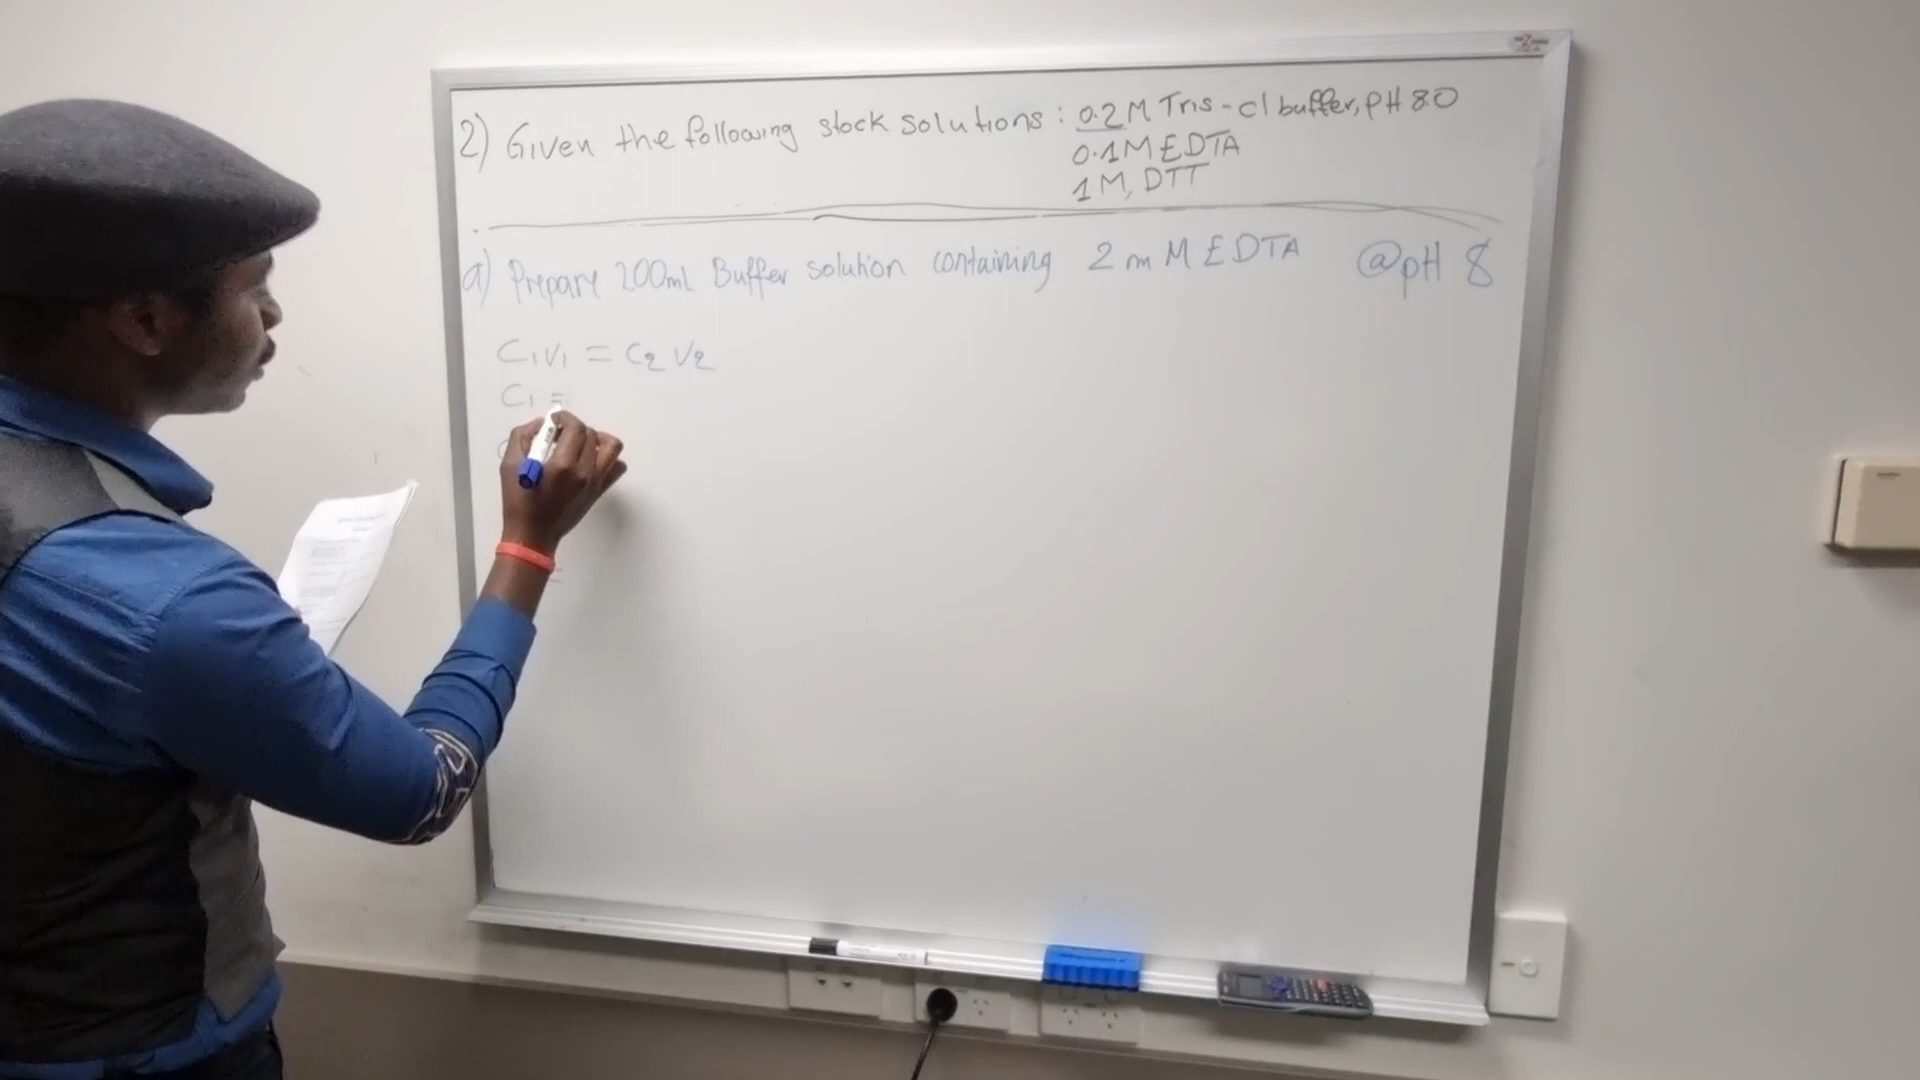 2) Given the following stock solutions : 0.2M Tris-cl buffer, pH 8.0
0.1M EDTA
1M, DTT
a) Prepare 200mL Buffer solution containing 2 mM EDTA @pH 8
C₁V₁ = C₂V₂
C₁ =